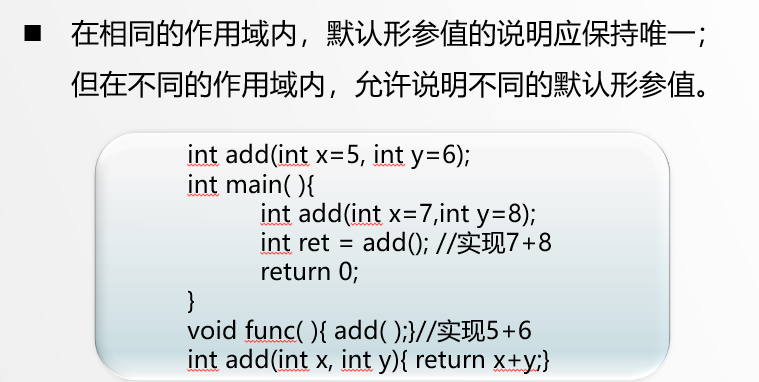 ■ 在相同的作用域内，默认形参值的说明应保持唯一；
但在不同的作用域内，允许说明不同的默认形参值。
int add(int x=5, int y=6);
int main( ){
int add(int x=7,int y=8);
int ret = add(); //实现7+8
return 0;
}
void func( ){ add( );}//实现5+6
int add(int x, int y){ return x+y;}